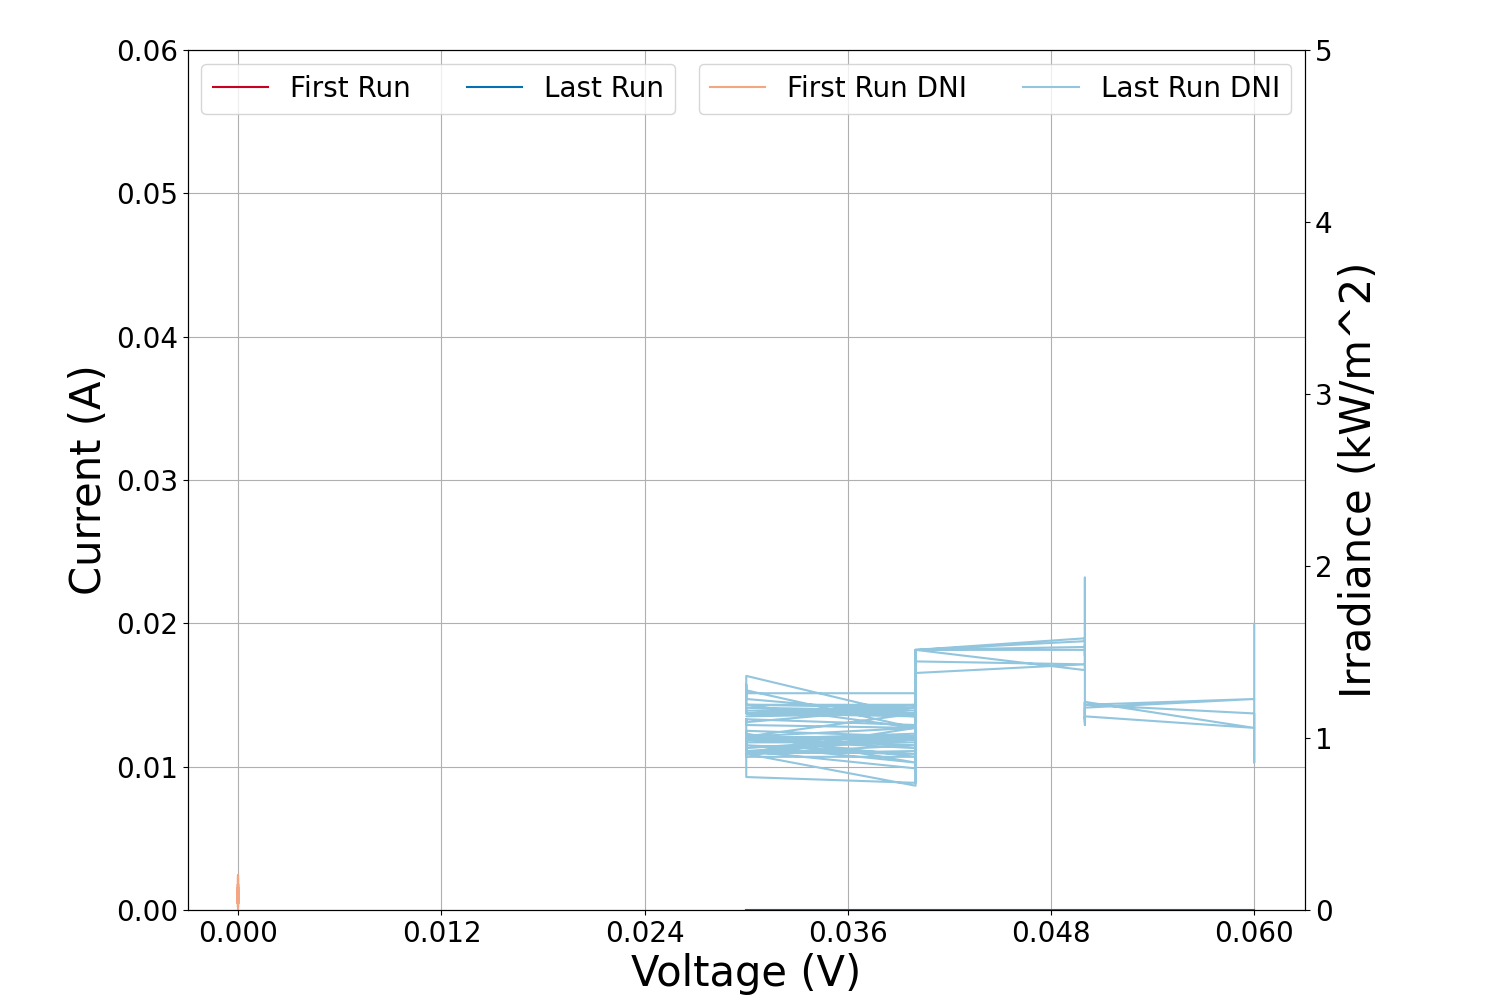 First Run
Last Run
First Run DNI
Last Run DNI
0.06
0.05
0.04
0.03
0.02
0.01
0.00
Current (A)
5
4
3
2
1
0
Irradiance (kW/m^2)
0.000 0.012 0.024 0.036 0.048 0.060
Voltage (V)